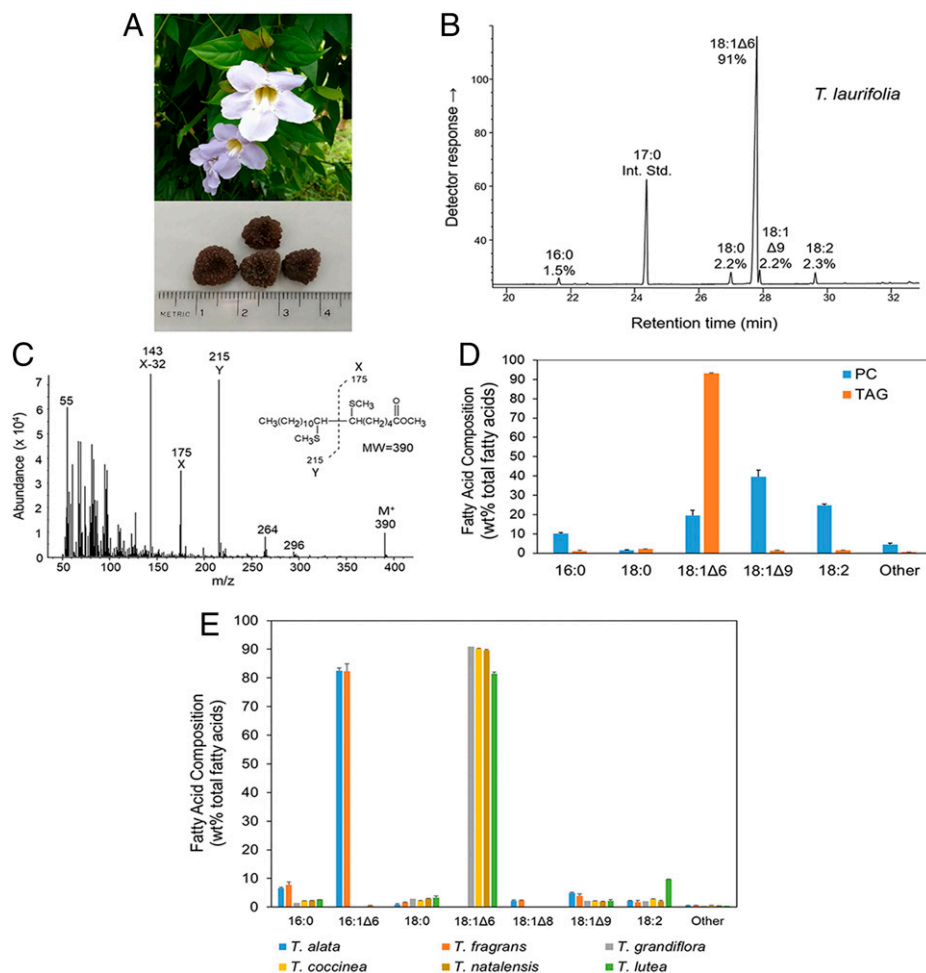 A
METRIC 1 2 3 4
B
T. laurifolia
18:1Δ6
91%
17:0
Int. Std.
16:0
1.5%
18:0
2.2%
18:1
Δ9
2.2%
18:2
2.3%
Detector response →
100
80
60
40
20 22 24 26 28 30 32
Retention time (min)
C
Abundance (x 10⁴)
7
6
5
4
3
2
1
0
55
143
X-32
175
X
215
Y
264
296
M⁺
390
X
175
SCH₃ O
CH₃(CH₂)₁₀CH CH(CH₂)₄COCH₃
CH₃S
215
Y
MW=390
50 100 150 200 250 300 350 400
m/z
D
Fatty Acid Composition
(wt% total fatty acids)
100
90
80
70
60
50
40
30
20
10
0
PC
TAG
16:0 18:0 18:1Δ6 18:1Δ9 18:2 Other
E
Fatty Acid Composition
(wt% total fatty acids)
100
90
80
70
60
50
40
30
20
10
0
16:0 16:1Δ6 18:0 18:1Δ6 18:1Δ8 18:1Δ9 18:2 Other
T. alata T. fragrans T. grandiflora
T. coccinea T. natalensis T. lutea